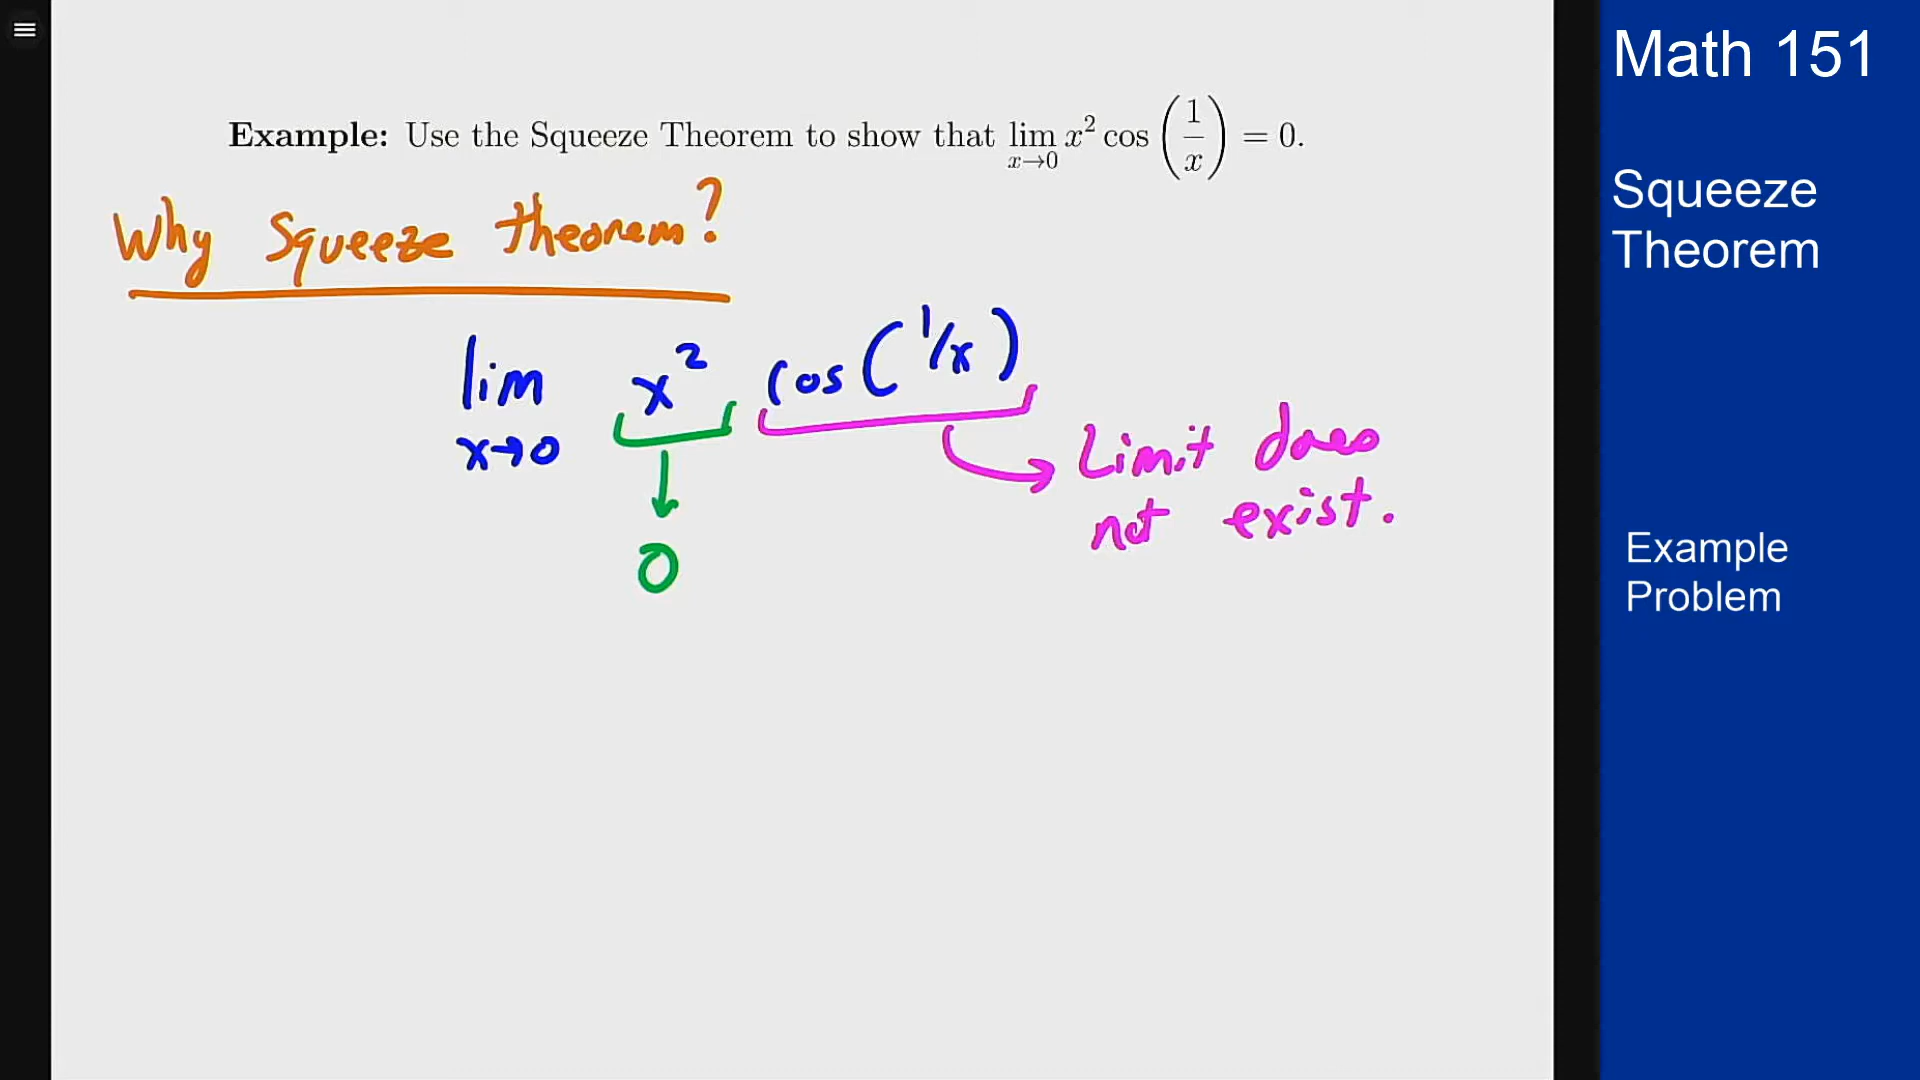 Example: Use the Squeeze Theorem to show that lim x→0 x² cos (1/x) = 0.
Why Squeeze theorem?
lim x→0 x² cos (1/x)
Limit does
not exist.
0
Math 151
Squeeze
Theorem
Example
Problem